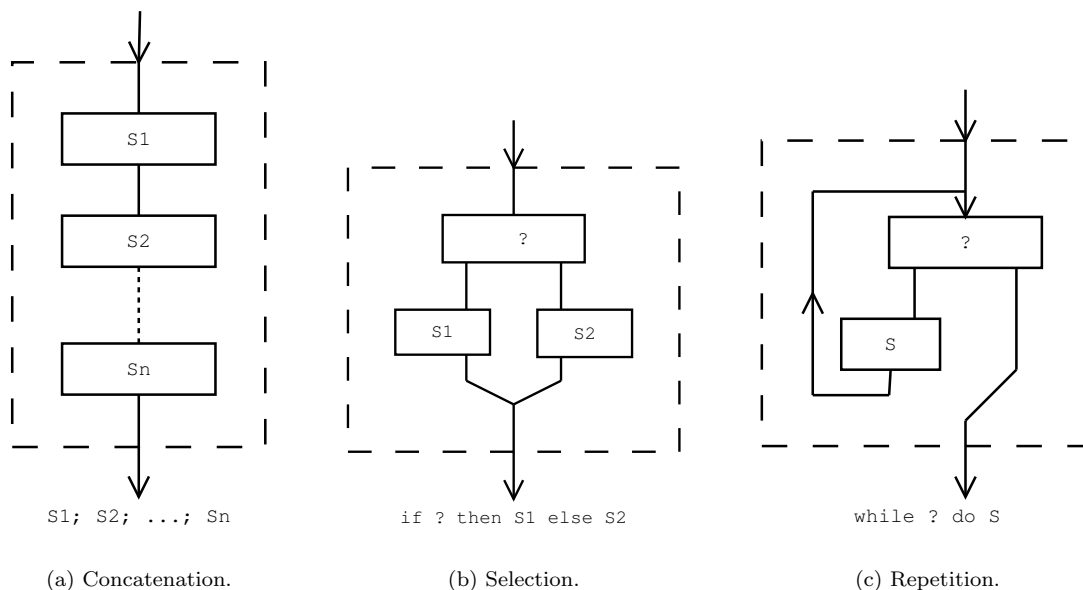 S1
S2
Sn
S1; S2; ...; Sn
(a) Concatenation.
?
S1 S2
if ? then S1 else S2
(b) Selection.
?
S
while ? do S
(c) Repetition.